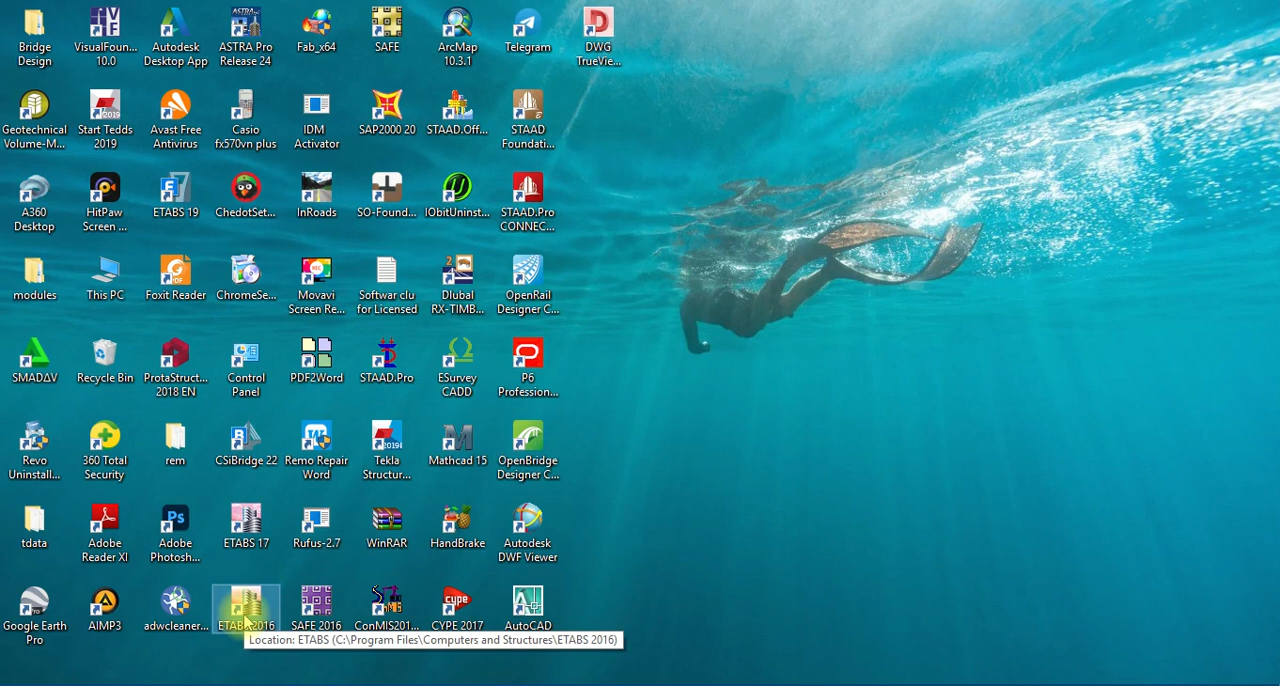 Bridge
Design
VisualFoun...
10.0
Autodesk
Desktop App
ASTRA Pro
Release 24
Fab_x64
SAFE
ArcMap
10.3.1
Telegram
DWG
TrueVie...
Geotechnical
Volume-M...
Start Tedds
2019
Avast Free
Antivirus
Casio
fx570vn plus
IDM
Activator
SAP2000 20
STAAD.Off...
STAAD
Foundati...
A360
Desktop
HitPaw
Screen ...
ETABS 19
ChedotSet...
InRoads
SO-Found...
IObitUninst...
STAAD.Pro
CONNEC...
modules
This PC
Foxit Reader
ChromeSe...
Movavi
Screen Re...
Softwar clu
for Licensed
Dlubal
RX-TIMB...
OpenRail
Designer C...
SMADΔV
Recycle Bin
ProtaStruct...
2018 EN
Control
Panel
PDF2Word
STAAD.Pro
ESurvey
CADD
P6
Profession...
Revo
Uninstall...
360 Total
Security
rem
CSiBridge 22
Remo Repair
Word
Tekla
Structur...
Mathcad 15
OpenBridge
Designer C...
tdata
Adobe
Reader XI
Adobe
Photosh...
ETABS 17
Rufus-2.7
WinRAR
HandBrake
Autodesk
DWF Viewer
Google Earth
Pro
AIMP3
adwcleaner...
ETABS 2016
SAFE 2016
ConMIS201...
CYPE 2017
AutoCAD
Location: ETABS (C:\Program Files\Computers and Structures\ETABS 2016)